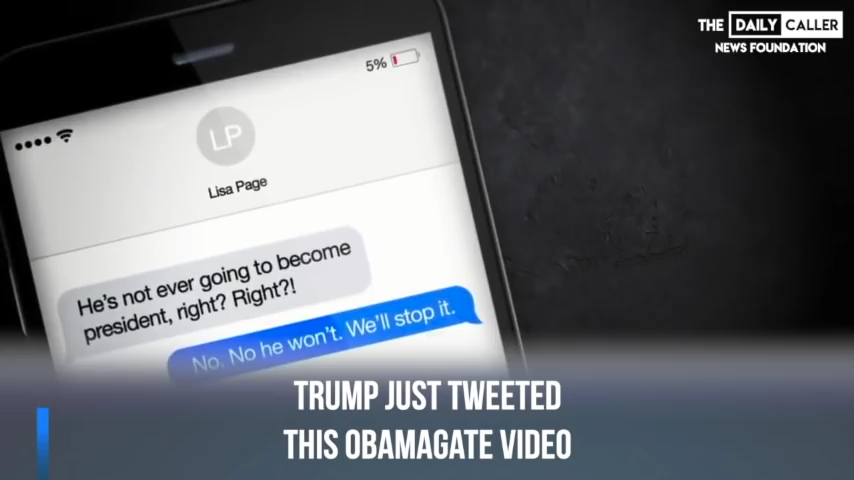 THE DAILY CALLER
NEWS FOUNDATION
5%
LP
Lisa Page
He's not ever going to become
president, right? Right?!
No. No he won't. We'll stop it.
TRUMP JUST TWEETED
THIS OBAMAGATE VIDEO